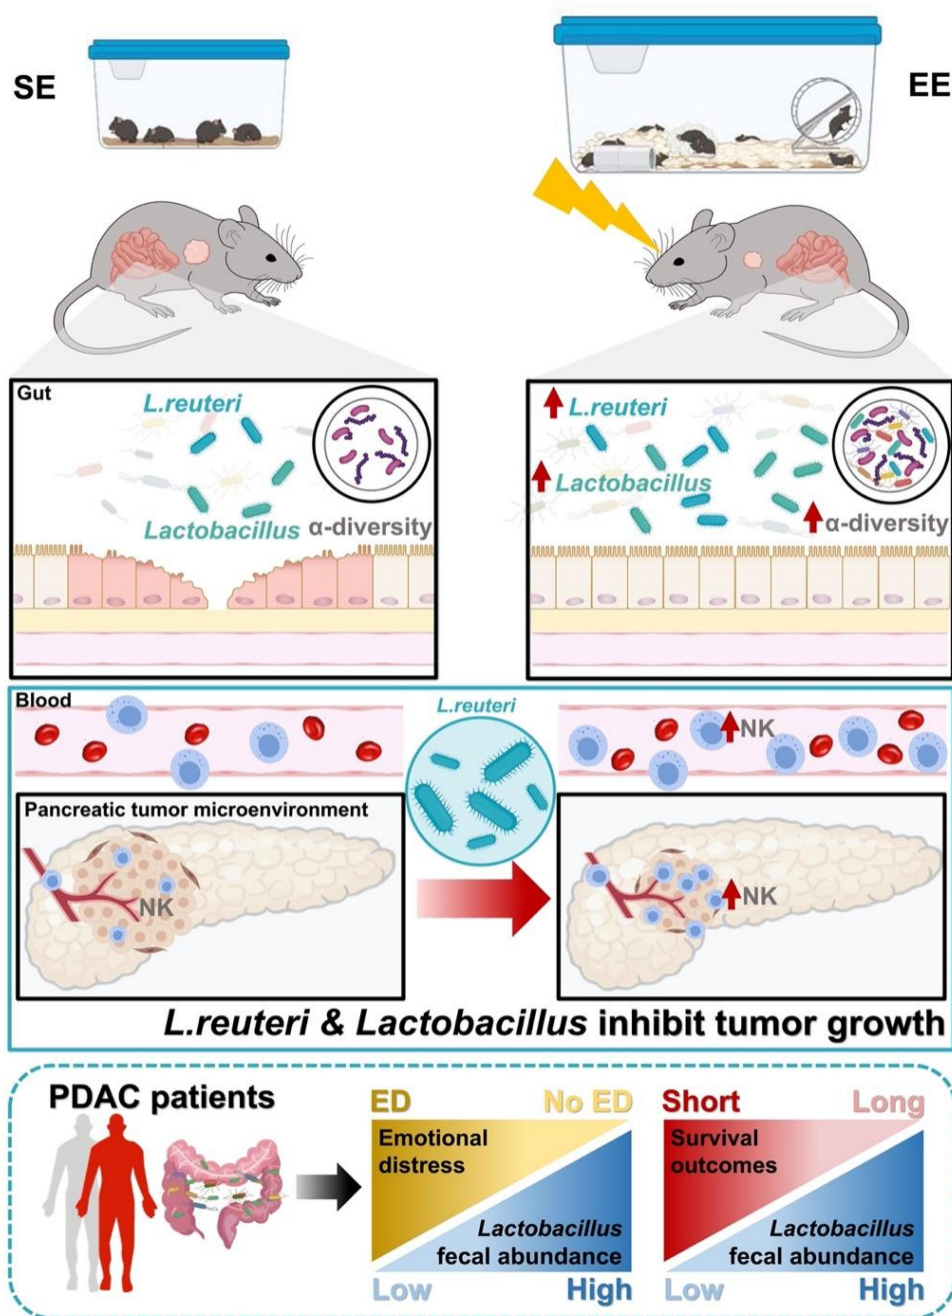 SE
EE
Gut
L.reuteri
Lactobacillus
α-diversity
L.reuteri
Lactobacillus
α-diversity
Blood
L.reuteri
NK
Pancreatic tumor microenvironment
NK
NK
L.reuteri & Lactobacillus inhibit tumor growth
PDAC patients
ED No ED
Emotional
distress
Lactobacillus
fecal abundance
Low High
Short Long
Survival
outcomes
Lactobacillus
fecal abundance
Low High